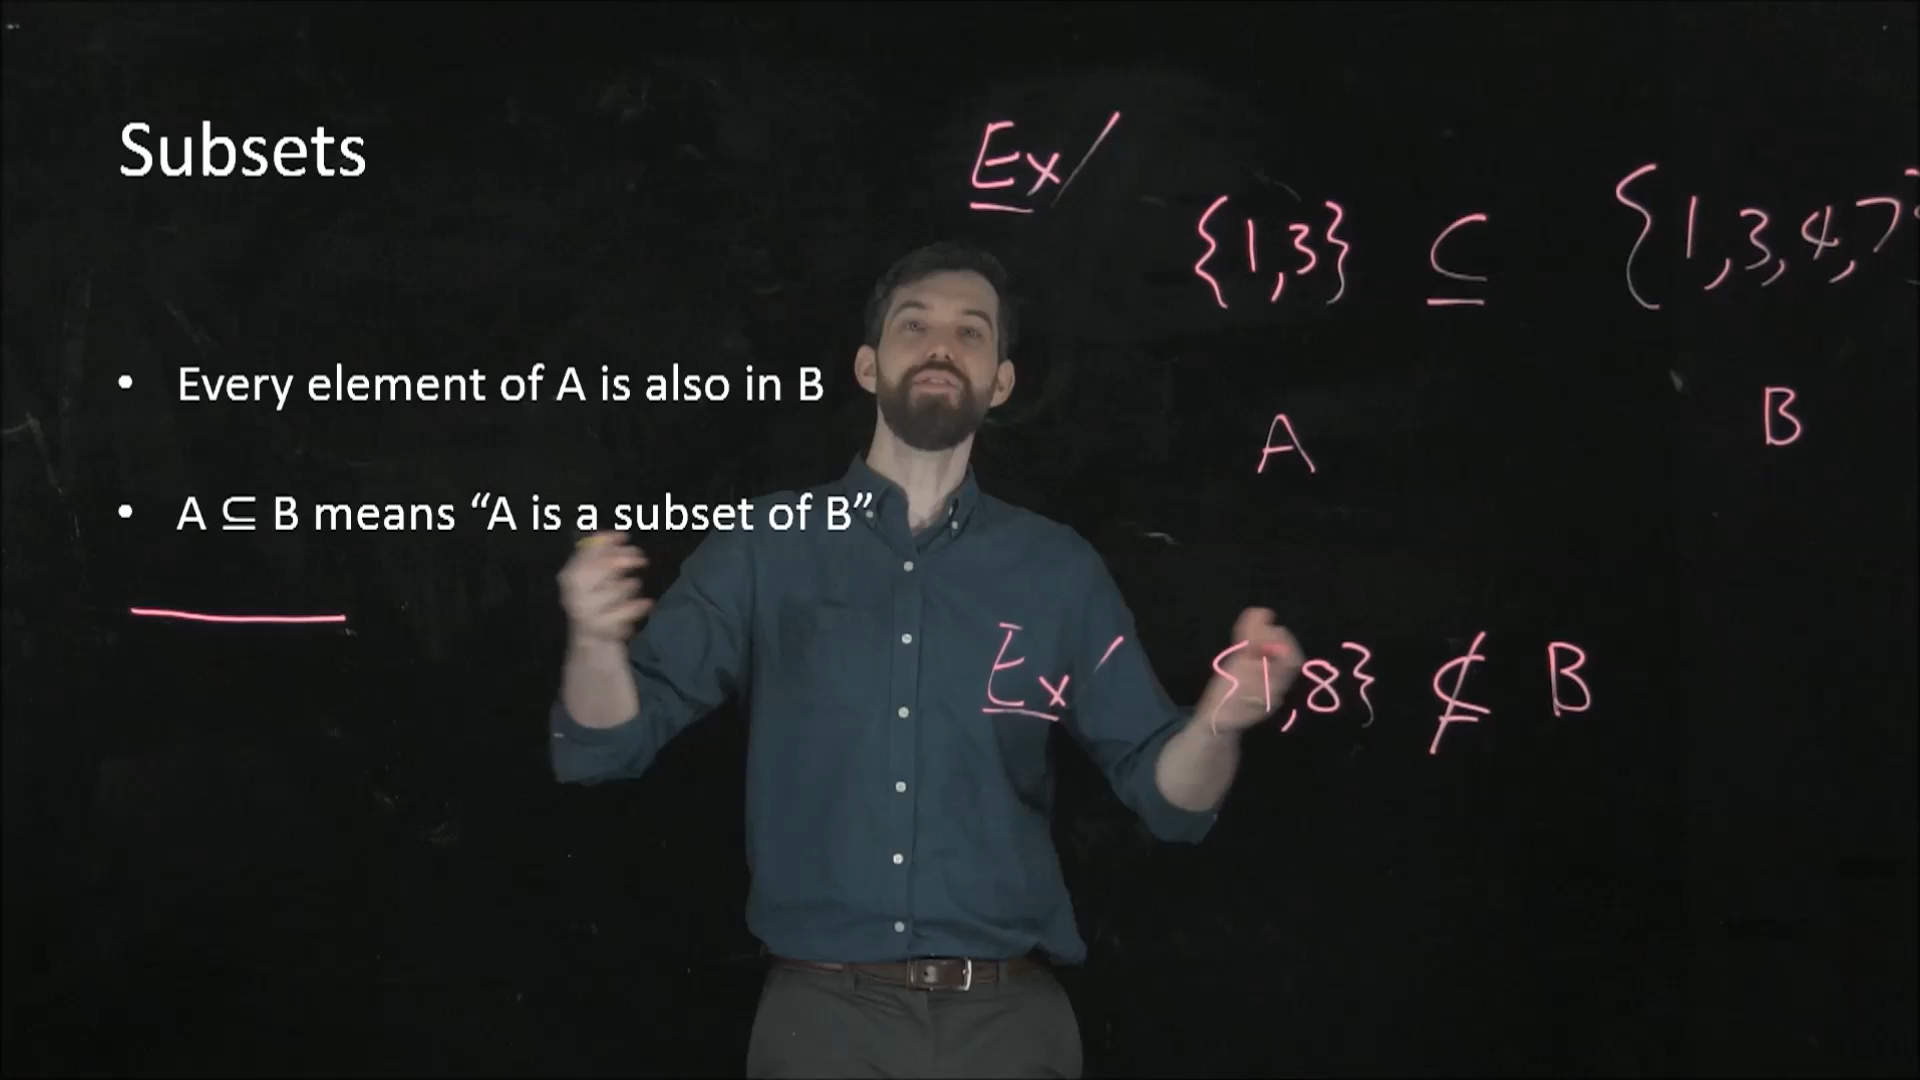 Subsets
• Every element of A is also in B
• A ⊆ B means “A is a subset of B”
Ex/
{1,3} ⊆ {1,3,4,7
A B
Ex/ {1,8} ⊈ B